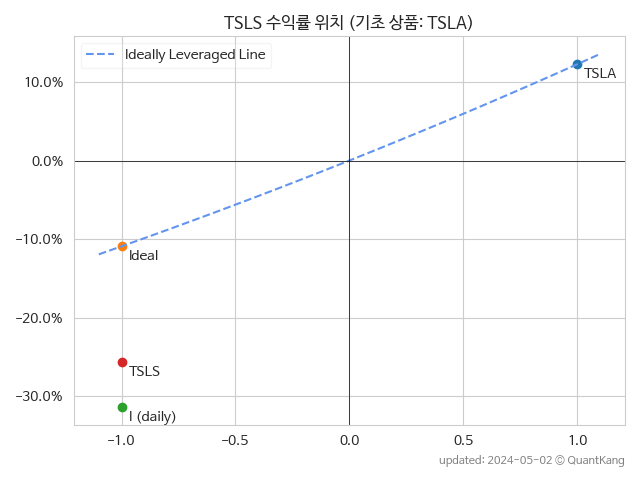 TSLS 수익률 위치 (기초 상품: TSLA)
Ideally Leveraged Line
10.0%
TSLA
0.0%
−10.0%
Ideal
−20.0%
TSLS
−30.0%
I (daily)
−1.0 −0.5 0.0 0.5 1.0
updated: 2024-05-02 © QuantKang